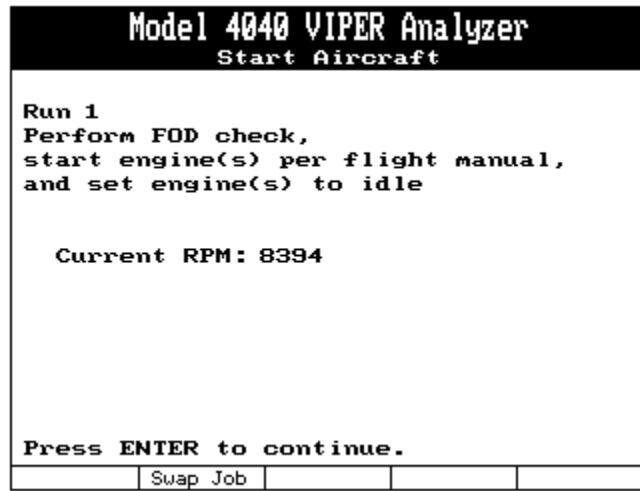 Model 4040 VIPER Analyzer
Start Aircraft
Run 1
Perform FOD check,
start engine(s) per flight manual,
and set engine(s) to idle
Current RPM: 8394
Press ENTER to continue.
Swap Job